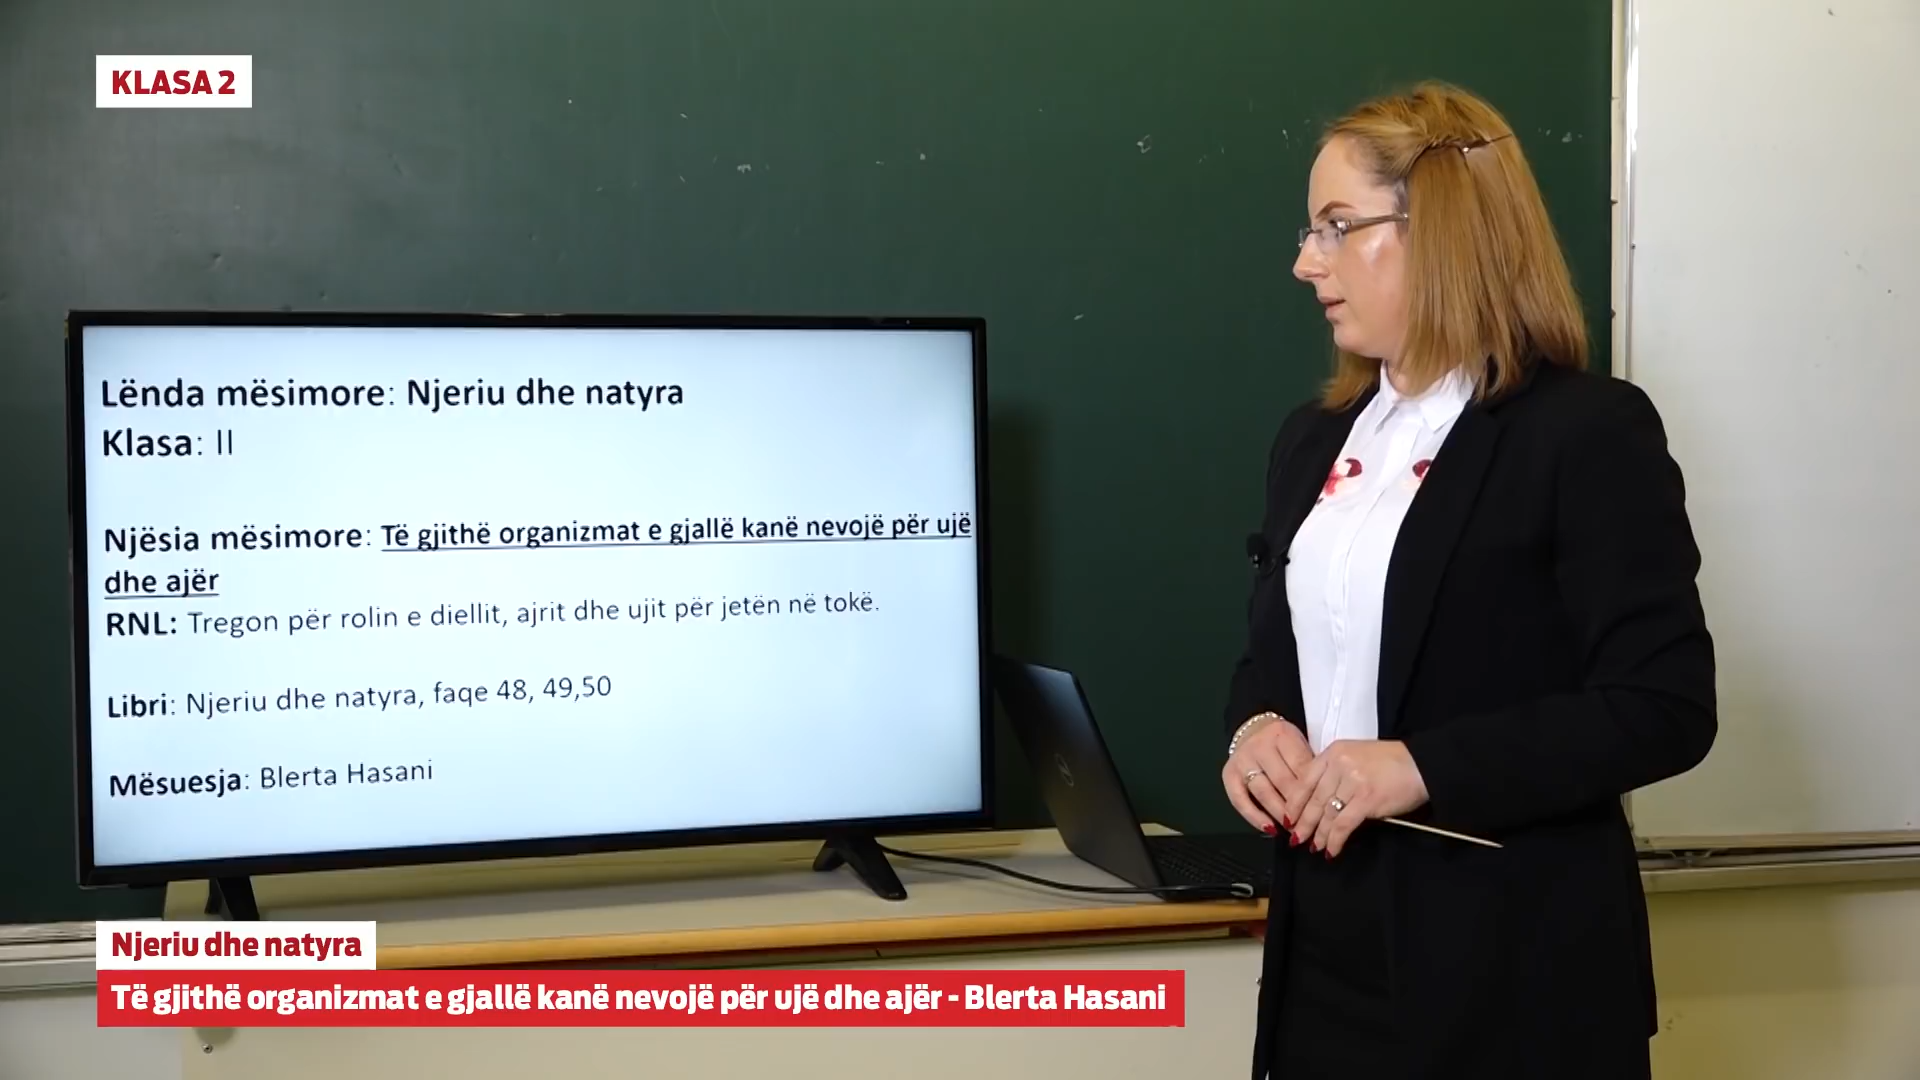 KLASA 2
Lënda mësimore: Njeriu dhe natyra
Klasa: II
Njësia mësimore: Të gjithë organizmat e gjallë kanë nevojë për ujë
dhe ajër
RNL: Tregon për rolin e diellit, ajrit dhe ujit për jetën në tokë.
Libri: Njeriu dhe natyra, faqe 48, 49,50
Mësuesja: Blerta Hasani
Njeriu dhe natyra
Të gjithë organizmat e gjallë kanë nevojë për ujë dhe ajër - Blerta Hasani